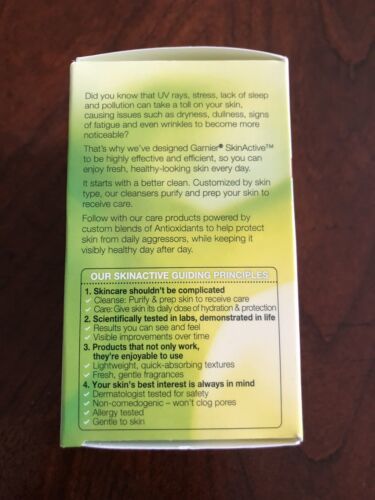 Did you know that UV rays, stress, lack of sleep
and pollution can take a toll on your skin,
causing issues such as dryness, dullness, signs
of fatigue and even wrinkles to become more
noticeable?
That's why we've designed Garnier® SkinActive™
to be highly effective and efficient, so you can
enjoy fresh, healthy-looking skin every day.
It starts with a better clean. Customized by skin
type, our cleansers purify and prep your skin to
receive care.
Follow with our care products powered by
custom blends of Antioxidants to help protect
skin from daily aggressors, while keeping it
visibly healthy day after day.
OUR SKINACTIVE GUIDING PRINCIPLES
1. Skincare shouldn't be complicated
✓ Cleanse: Purify & prep skin to receive care
✓ Care: Give skin its daily dose of hydration & protection
2. Scientifically tested in labs, demonstrated in life
✓ Results you can see and feel
✓ Visible improvements over time
3. Products that not only work,
they're enjoyable to use
✓ Lightweight, quick-absorbing textures
✓ Fresh, gentle fragrances
4. Your skin's best interest is always in mind
✓ Dermatologist tested for safety
✓ Non-comedogenic – won't clog pores
✓ Allergy tested
✓ Gentle to skin